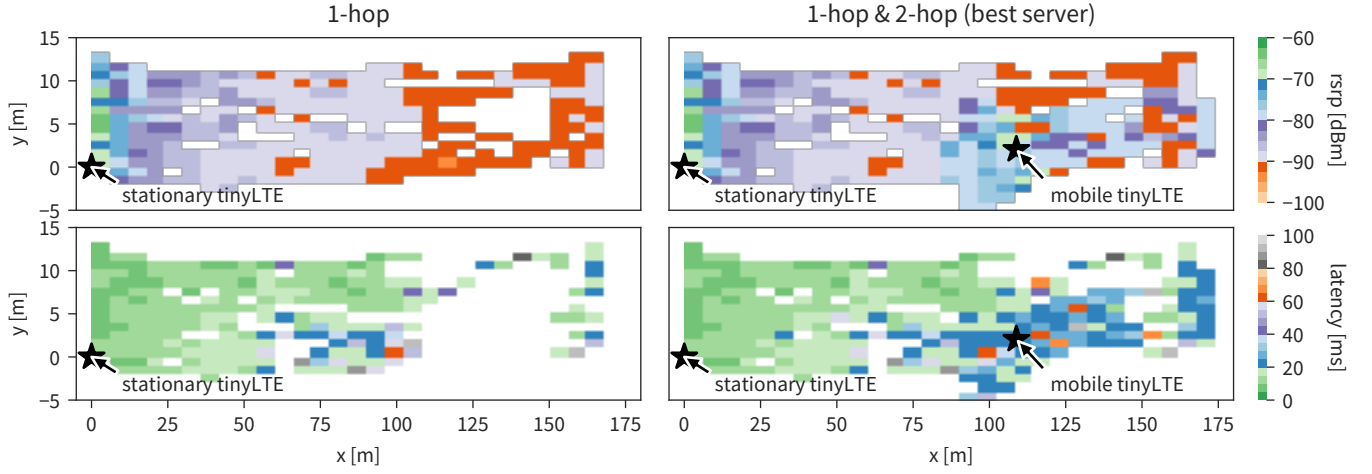 1-hop
1-hop & 2-hop (best server)
15
10
5
0
−5
y [m]
stationary tinyLTE
stationary tinyLTE
mobile tinyLTE
−60
−70
−80
−90
−100
rsrp [dBm]
15
10
5
0
−5
y [m]
stationary tinyLTE
stationary tinyLTE
mobile tinyLTE
100
80
60
40
20
0
latency [ms]
0 25 50 75 100 125 150 175
0 25 50 75 100 125 150 175
x [m]
x [m]